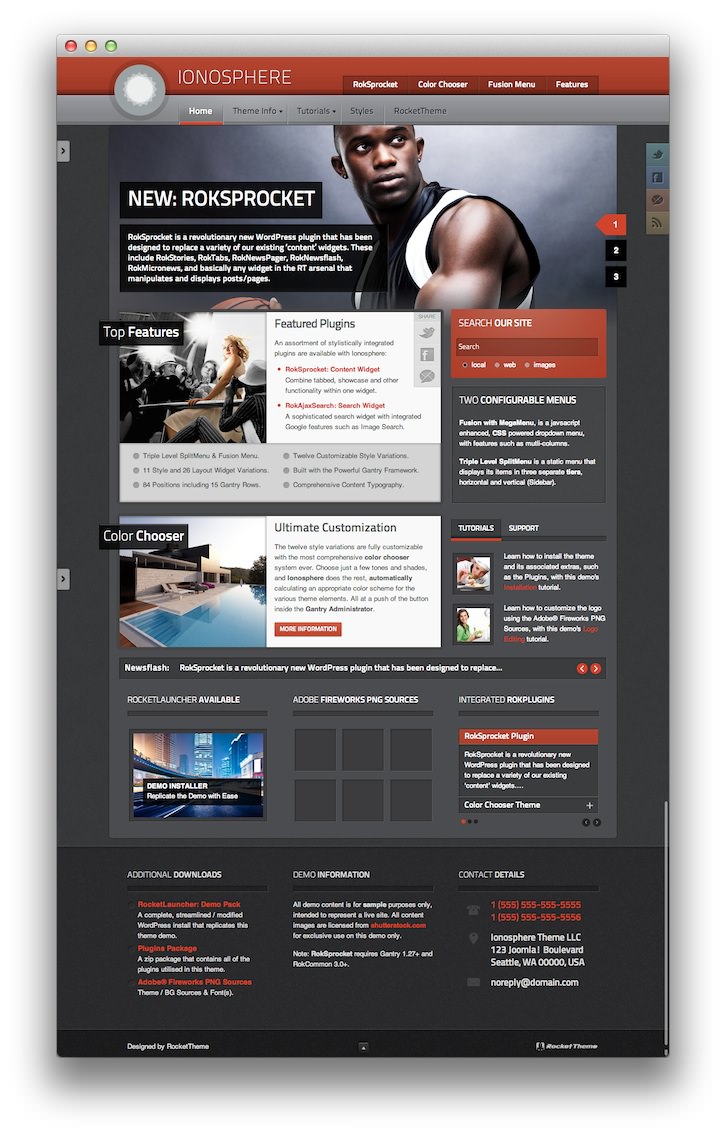 IONOSPHERE
RokSprocket Color Chooser Fusion Menu Features
Home Theme Info Tutorials Styles RocketTheme
NEW: ROKSPROCKET
RokSprocket is a revolutionary new WordPress plugin that has been
designed to replace a variety of our existing 'content' widgets. These
include RokStories, RokTabs, RokNewsPager, RokNewsflash,
RokMicronews, and basically any widget in the RT arsenal that
manipulates and displays posts/pages.
1
2
3
Top Features
Featured Plugins
An assortment of stylistically integrated
plugins are available with Ionosphere:
RokSprocket: Content Widget
Combine tabbed, showcase and other
functionality within one widget.
RokAjaxSearch: Search Widget
A sophisticated search widget with integrated
Google features such as Image Search.
SHARE
Triple Level SplitMenu & Fusion Menu.
11 Style and 26 Layout Widget Variations.
84 Positions including 15 Gantry Rows.
Twelve Customizable Style Variations.
Built with the Powerful Gantry Framework.
Comprehensive Content Typography.
SEARCH OUR SITE
Search
local web images
TWO CONFIGURABLE MENUS
Fusion with MegaMenu, is a javsacript
enhanced, CSS powered dropdown menu,
with features such as mutli-columns.
Triple Level SplitMenu is a static menu that
displays its items in three separate tiers,
horizontal and vertical (Sidebar).
Color Chooser
Ultimate Customization
The twelve style variations are fully customizable
with the most comprehensive color chooser
system ever. Choose just a few tones and shades,
and Ionosphere does the rest, automatically
calculating an appropriate color scheme for the
various theme elements. All at a push of the button
inside the Gantry Administrator.
MORE INFORMATION
TUTORIALS SUPPORT
Learn how to install the theme
and its associated extras, such
as the Plugins, with this demo's
Installation tutorial.
Learn how to customize the logo
using the Adobe® Fireworks PNG
Sources, with this demo's Logo
Editing tutorial.
Newsflash: RokSprocket is a revolutionary new WordPress plugin that has been designed to replace...
ROCKETLAUNCHER AVAILABLE
DEMO INSTALLER
Replicate the Demo with Ease
ADOBE FIREWORKS PNG SOURCES
INTEGRATED ROKPLUGINS
RokSprocket Plugin
RokSprocket is a revolutionary new
WordPress plugin that has been designed
to replace a variety of our existing
'content' widgets....
Color Chooser Theme
ADDITIONAL DOWNLOADS
RocketLauncher: Demo Pack
A complete, streamlined / modified
WordPress install that replicates this
theme demo.
Plugins Package
A zip package that contains all of the
plugins utilised in this theme.
Adobe® Fireworks PNG Sources
Theme / BG Sources & Font(s).
DEMO INFORMATION
All demo content is for sample purposes only,
intended to represent a live site. All content
images are licensed from shutterstock.com
for exclusive use on this demo only.
Note: RokSprocket requires Gantry 1.27+ and
RokCommon 3.0+.
CONTACT DETAILS
1 (555) 555-555-5555
1 (555) 555-555-5556
Ionosphere Theme LLC
123 Joomla! Boulevard
Seattle, WA 00000, USA
noreply@domain.com
Designed by RocketTheme
RocketTheme